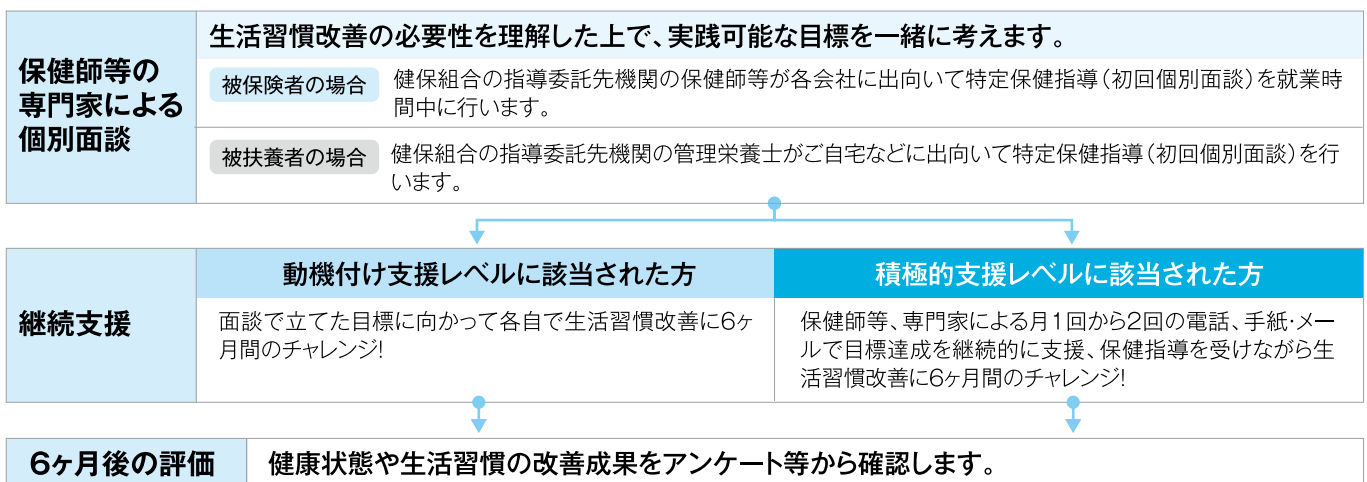 保健師等の
専門家による
個別面談
生活習慣改善の必要性を理解した上で、実践可能な目標を一緒に考えます。
被保険者の場合
健保組合の指導委託先機関の保健師等が各会社に出向いて特定保健指導（初回個別面談）を就業時
間中に行います。
被扶養者の場合
健保組合の指導委託先機関の管理栄養士がご自宅などに出向いて特定保健指導（初回個別面談）を行
います。
継続支援
動機付け支援レベルに該当された方
面談で立てた目標に向かって各自で生活習慣改善に6ヶ
月間のチャレンジ!
積極的支援レベルに該当された方
保健師等、専門家による月1回から2回の電話、手紙・メー
ルで目標達成を継続的に支援、保健指導を受けながら生
活習慣改善に6ヶ月間のチャレンジ!
6ヶ月後の評価
健康状態や生活習慣の改善成果をアンケート等から確認します。